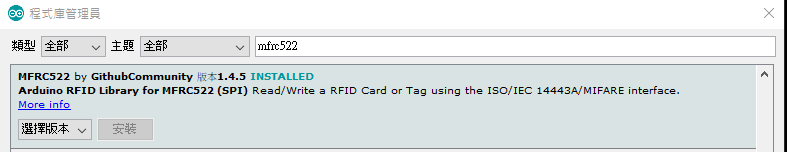 程式庫管理員
類型 全部 主題 全部 mfrc522
MFRC522 by GithubCommunity 版本1.4.5 INSTALLED
Arduino RFID Library for MFRC522 (SPI) Read/Write a RFID Card or Tag using the ISO/IEC 14443A/MIFARE interface.
More info
選擇版本 安裝